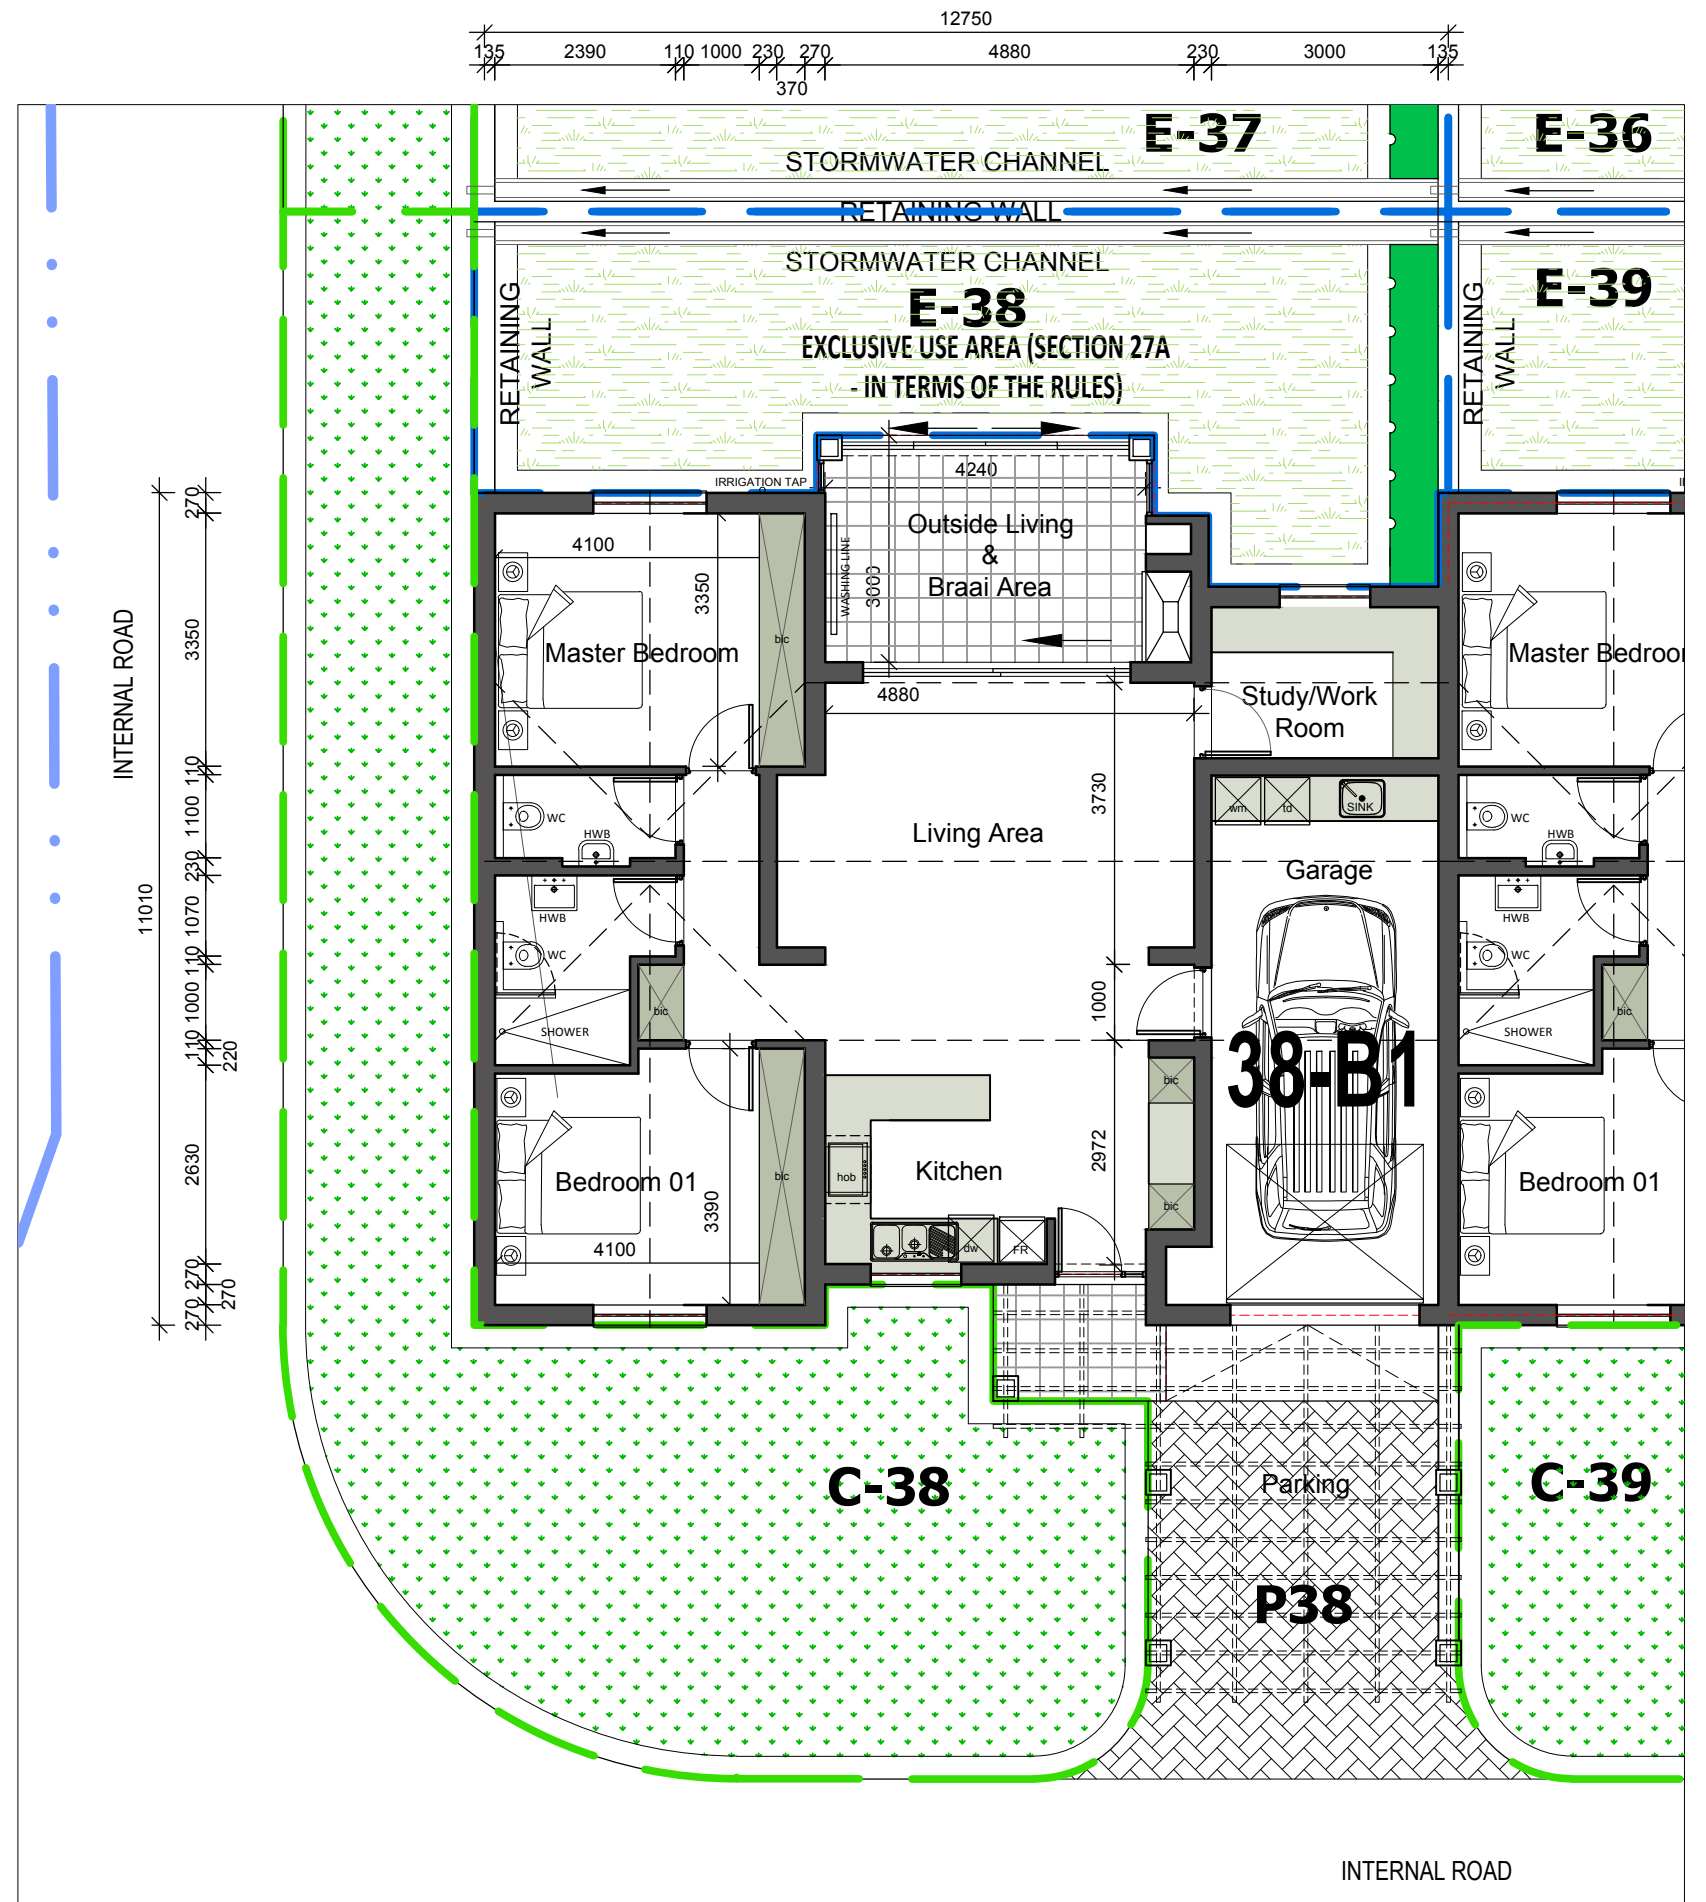 12750
135 2390 110 1000 230 270 4880 230 3000 135
370
E-37
E-36
STORMWATER CHANNEL
RETAINING WALL
STORMWATER CHANNEL
E-38
E-39
EXCLUSIVE USE AREA (SECTION 27A
- IN TERMS OF THE RULES)
RETAINING
WALL
RETAINING
WALL
IRRIGATION TAP
4240
Outside Living
&
Braai Area
WASHING LINE
3000
4100
3350
bic
Master Bedroom
Master Bedroom
4880
Study/Work
Room
INTERNAL ROAD
11010
270
3350
110
1100
230
1070
110
1000
110
220
2630
270
270
270
WC
HWB
HWB
WC
SHOWER
bic
Living Area
3730
wm
td
SINK
Garage
WC
HWB
HWB
WC
SHOWER
bic
1000
38-B1
bic
2972
bic
Kitchen
hob
dw
FR
Bedroom 01
4100
3390
bic
Bedroom 01
C-38
Parking
P38
C-39
INTERNAL ROAD